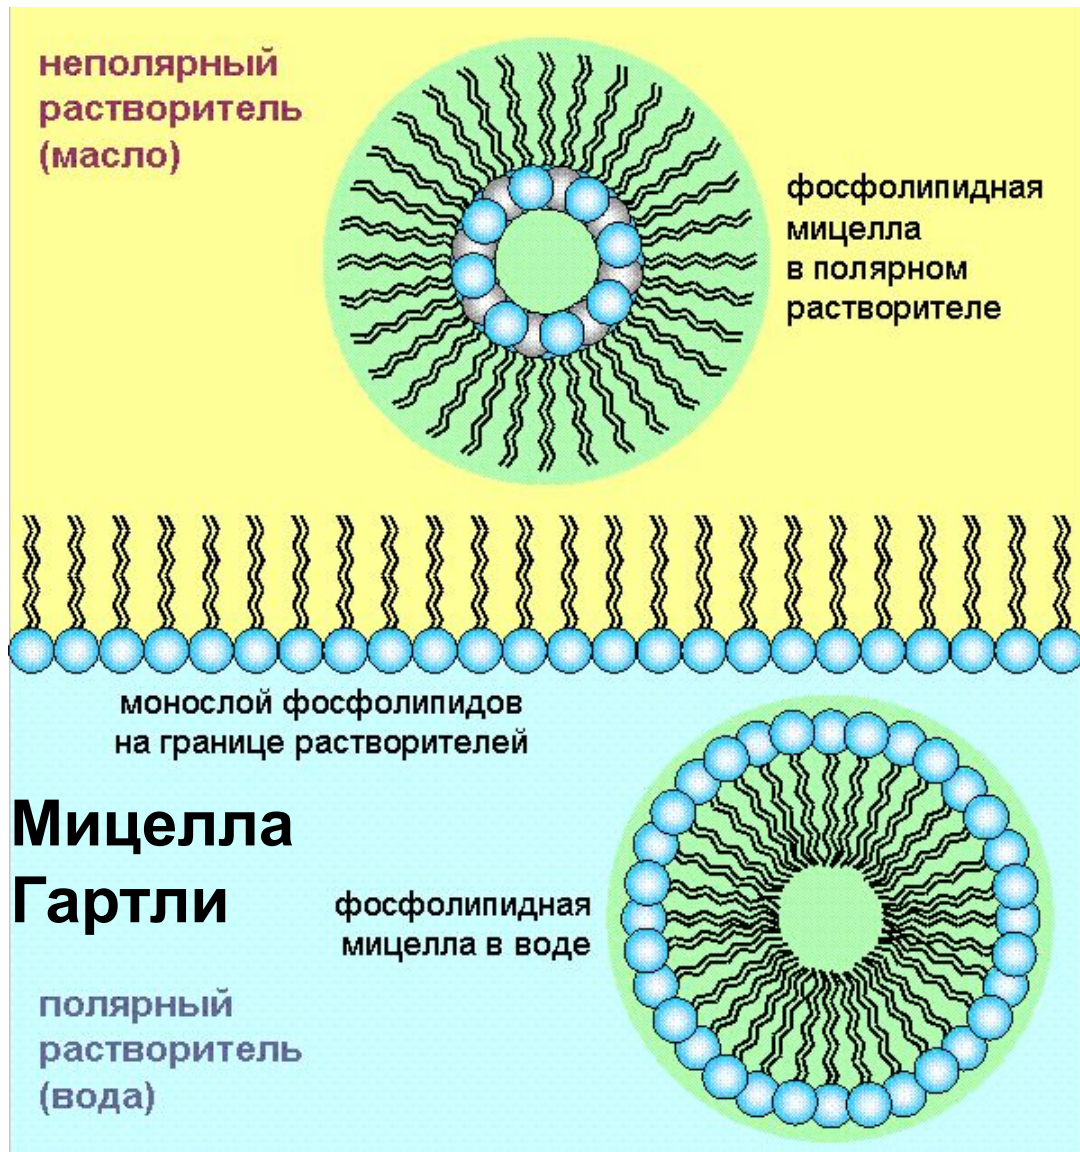 неполярный
растворитель
(масло)
фосфолипидная
мицелла
в полярном
растворителе
монослой фосфолипидов
на границе растворителей
Мицелла
Гартли
фосфолипидная
мицелла в воде
полярный
растворитель
(вода)